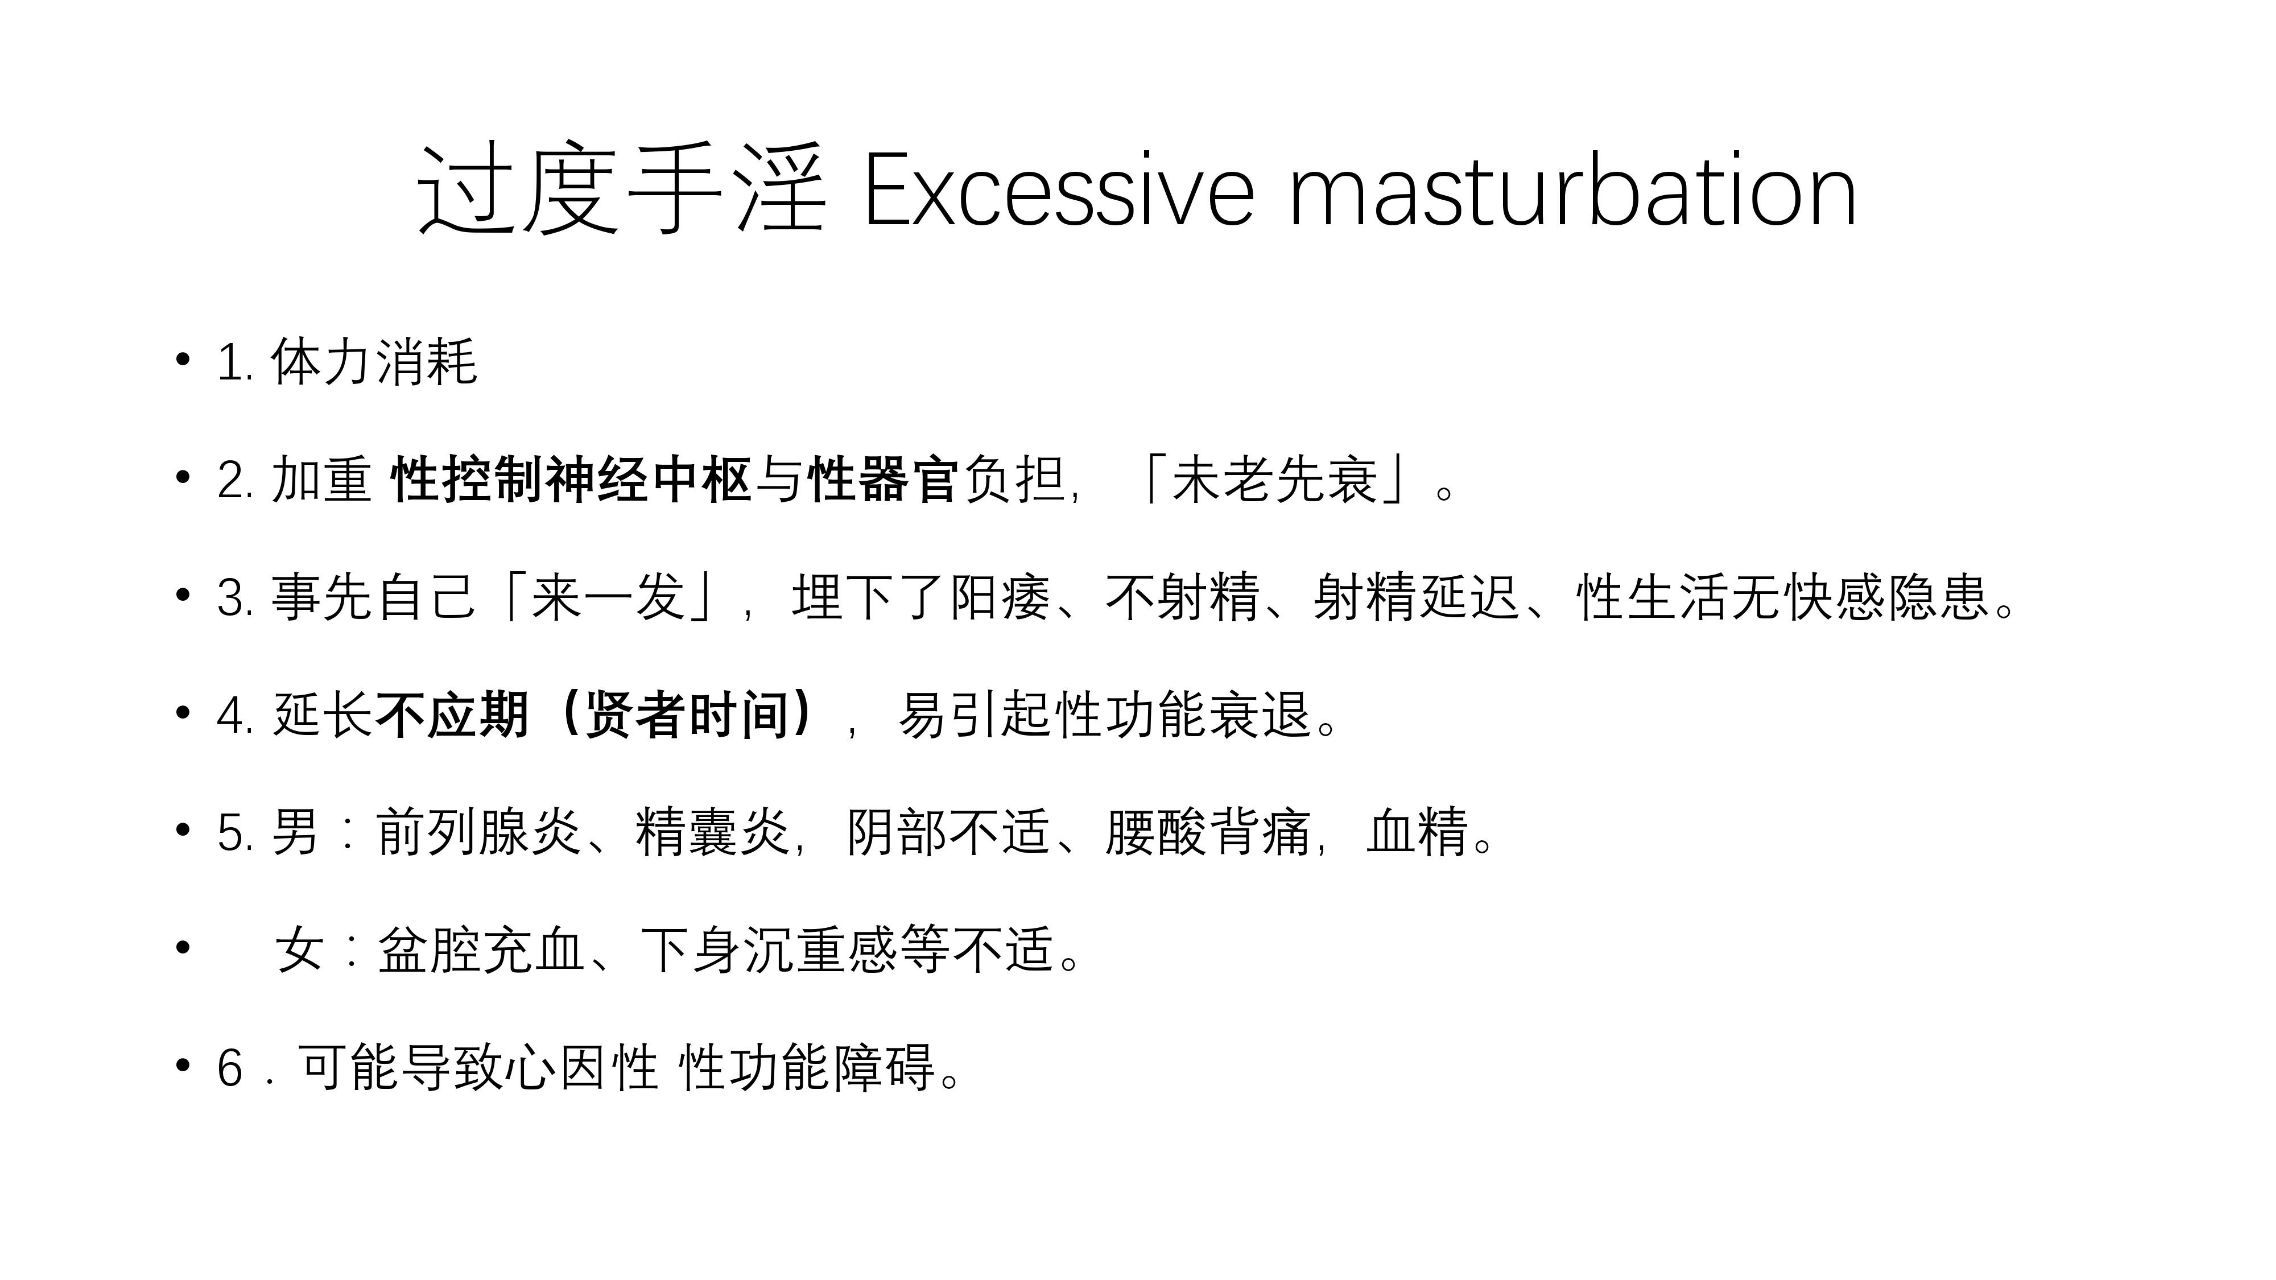 过度手淫 Excessive masturbation
• 1. 体力消耗
• 2. 加重 性控制神经中枢与性器官负担，「未老先衰」。
• 3. 事先自己「来一发」，埋下了阳痿、不射精、射精延迟、性生活无快感隐患。
• 4. 延长不应期（贤者时间），易引起性功能衰退。
• 5. 男：前列腺炎、精囊炎，阴部不适、腰酸背痛，血精。
• 女：盆腔充血、下身沉重感等不适。
• 6．可能导致心因性 性功能障碍。